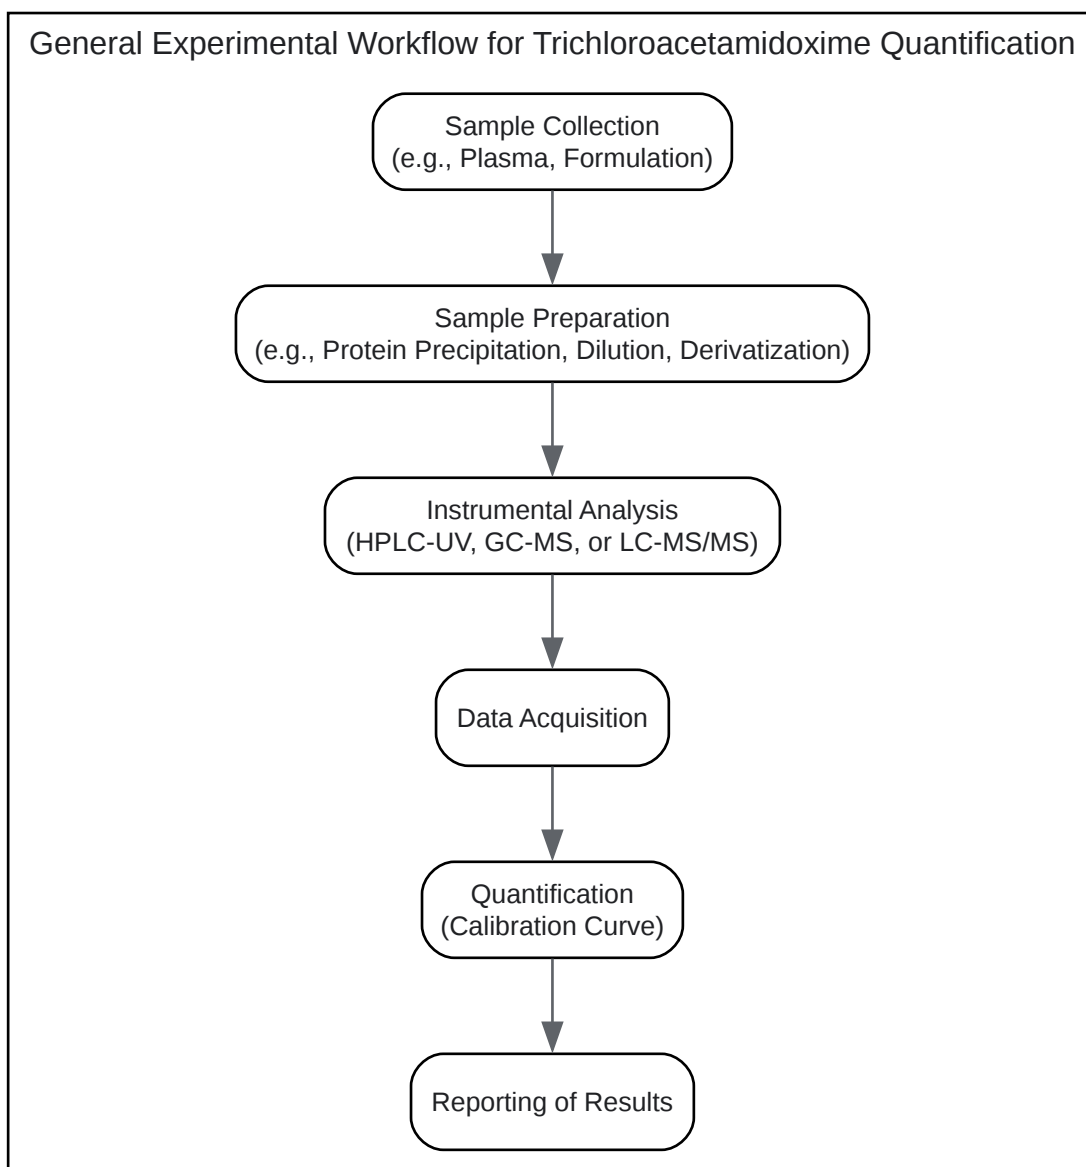 General Experimental Workflow for Trichloroacetamidoxime Quantification
Sample Collection
(e.g., Plasma, Formulation)
Sample Preparation
(e.g., Protein Precipitation, Dilution, Derivatization)
Instrumental Analysis
(HPLC-UV, GC-MS, or LC-MS/MS)
Data Acquisition
Quantification
(Calibration Curve)
Reporting of Results